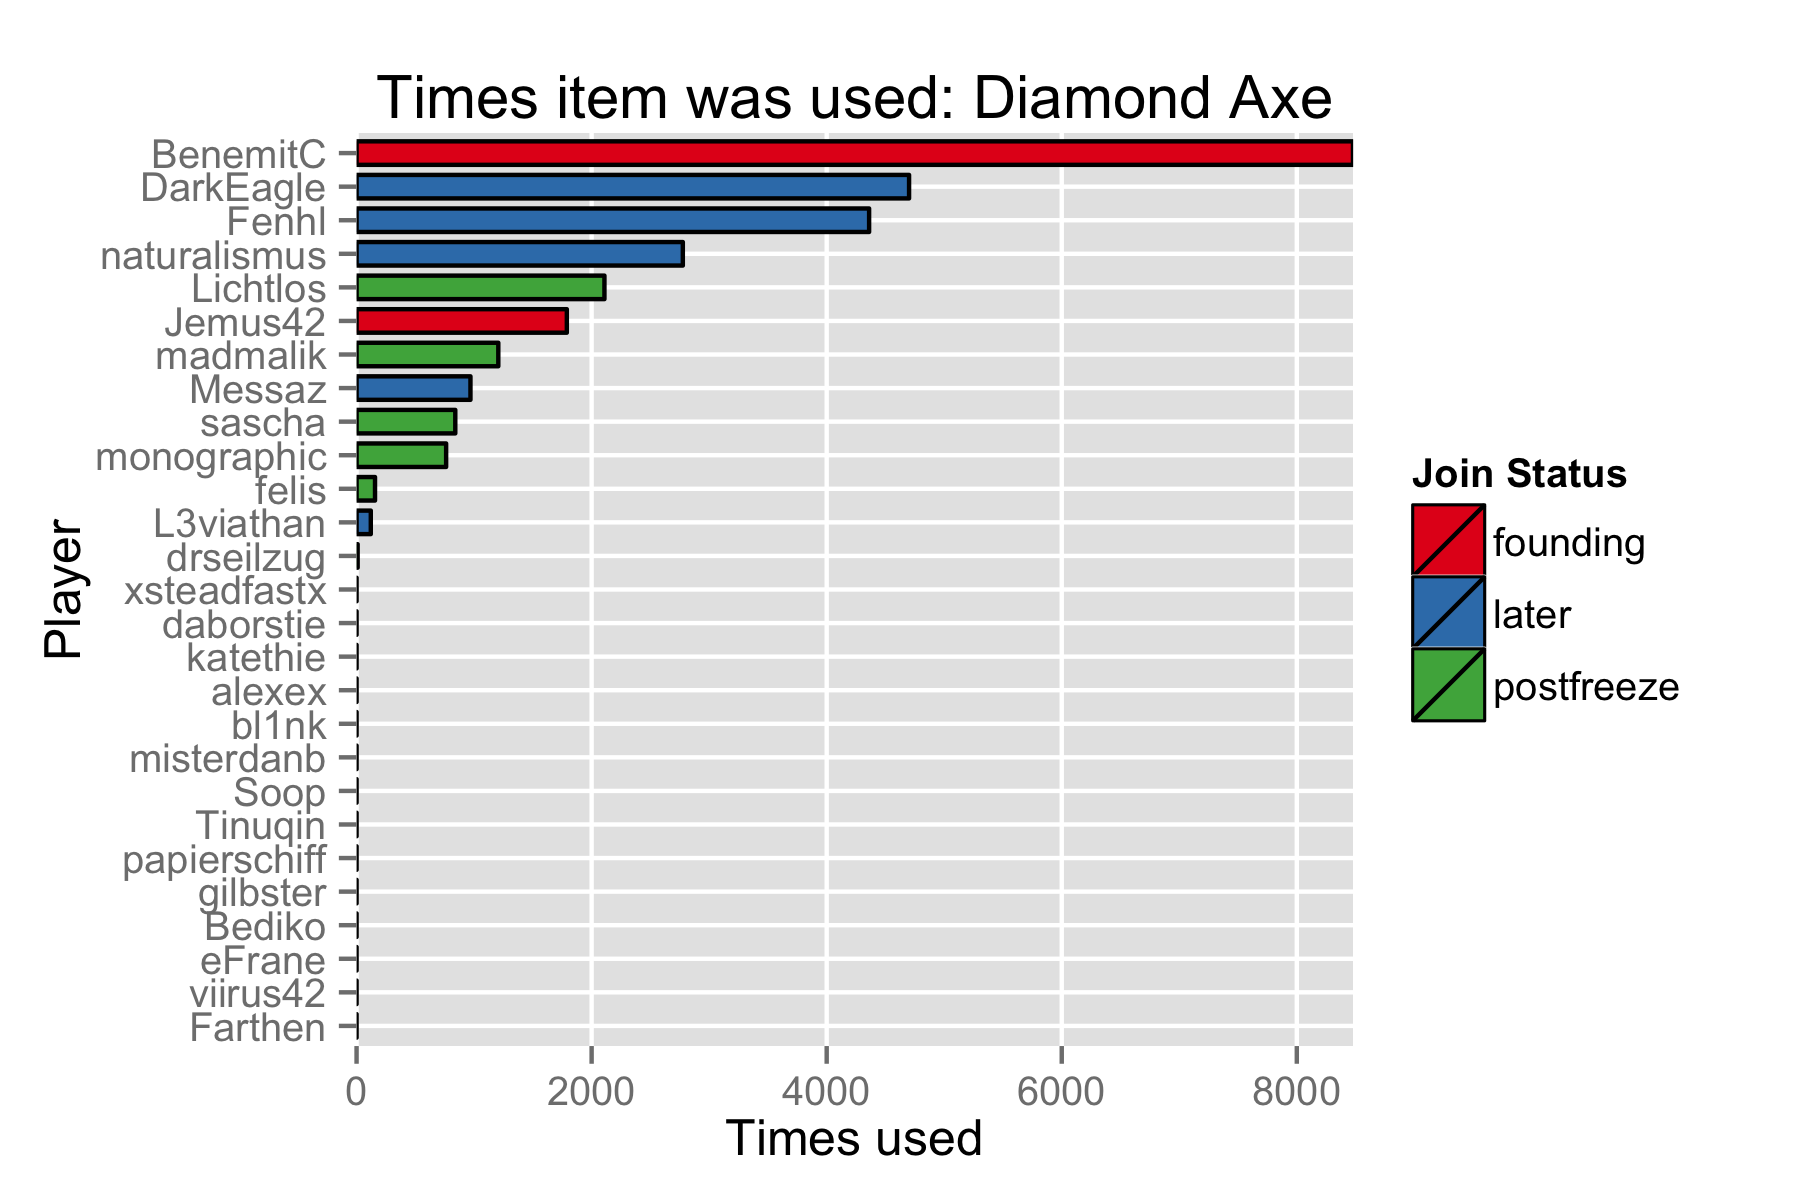 Times item was used: Diamond Axe
BenemitC
DarkEagle
Fenhl
naturalismus
Lichtlos
Jemus42
madmalik
Messaz
sascha
monographic
felis
L3viathan
drseilzug
xsteadfastx
daborstie
katethie
alexex
bl1nk
misterdanb
Soop
Tinuqin
papierschiff
gilbster
Bediko
eFrane
viirus42
Farthen
Player
0 2000 4000 6000 8000
Times used
Join Status
founding
later
postfreeze